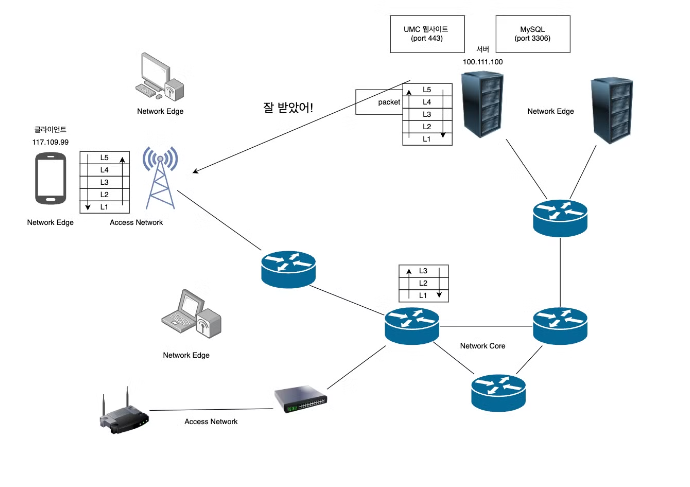 UMC 웹사이트
(port 443)
MySQL
(port 3306)
서버
100.111.100
Network Edge
잘 받았어!
packet
L5
L4
L3
L2
L1
Network Edge
클라이언트
117.109.99
L5
L4
L3
L2
L1
Network Edge
Access Network
L3
L2
L1
Network Edge
Network Core
Access Network